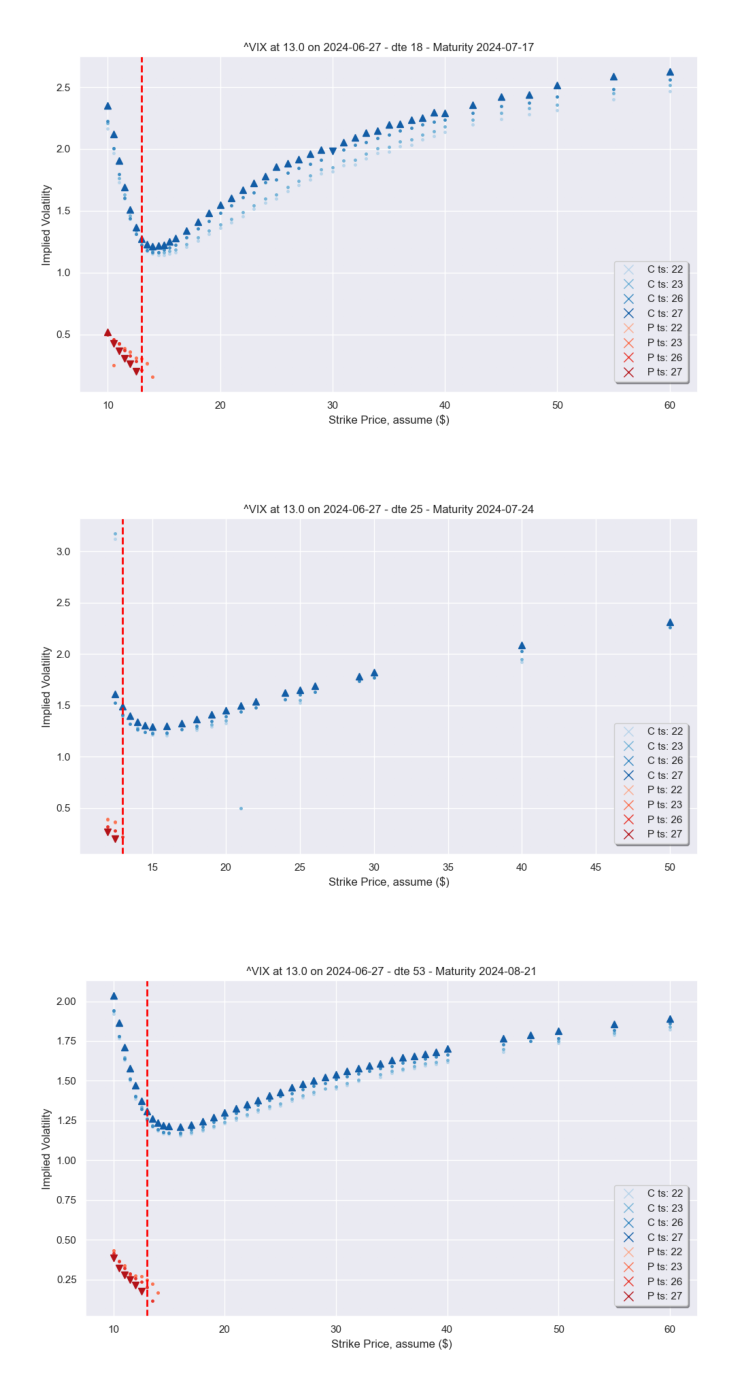 ^VIX at 13.0 on 2024-06-27 - dte 18 - Maturity 2024-07-17
Implied Volatility
2.5
2.0
1.5
1.0
0.5
C ts: 22
C ts: 23
C ts: 26
C ts: 27
P ts: 22
P ts: 23
P ts: 26
P ts: 27
10 20 30 40 50 60
Strike Price, assume ($)
^VIX at 13.0 on 2024-06-27 - dte 25 - Maturity 2024-07-24
Implied Volatility
3.0
2.5
2.0
1.5
1.0
0.5
C ts: 22
C ts: 23
C ts: 26
C ts: 27
P ts: 22
P ts: 23
P ts: 26
P ts: 27
15 20 25 30 35 40 45 50
Strike Price, assume ($)
^VIX at 13.0 on 2024-06-27 - dte 53 - Maturity 2024-08-21
Implied Volatility
2.00
1.75
1.50
1.25
1.00
0.75
0.50
0.25
C ts: 22
C ts: 23
C ts: 26
C ts: 27
P ts: 22
P ts: 23
P ts: 26
P ts: 27
10 20 30 40 50 60
Strike Price, assume ($)